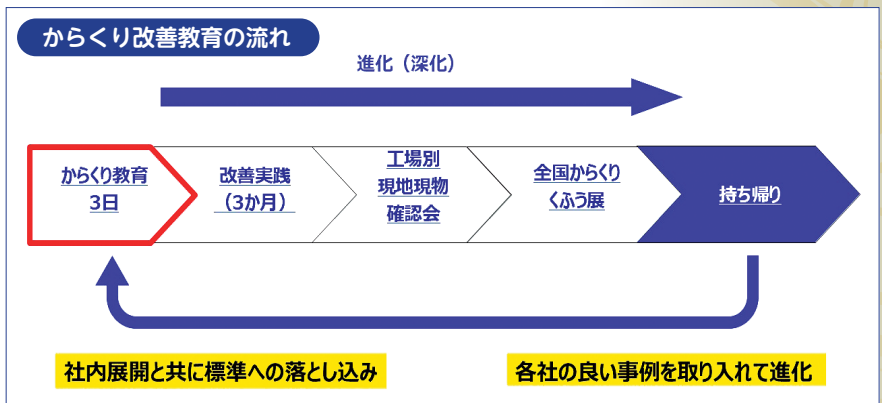 からくり改善教育の流れ
進化（深化）
からくり教育
3日
改善実践
（3か月）
工場別
現地現物
確認会
全国からくり
くふう展
持ち帰り
社内展開と共に標準への落とし込み
各社の良い事例を取り入れて進化